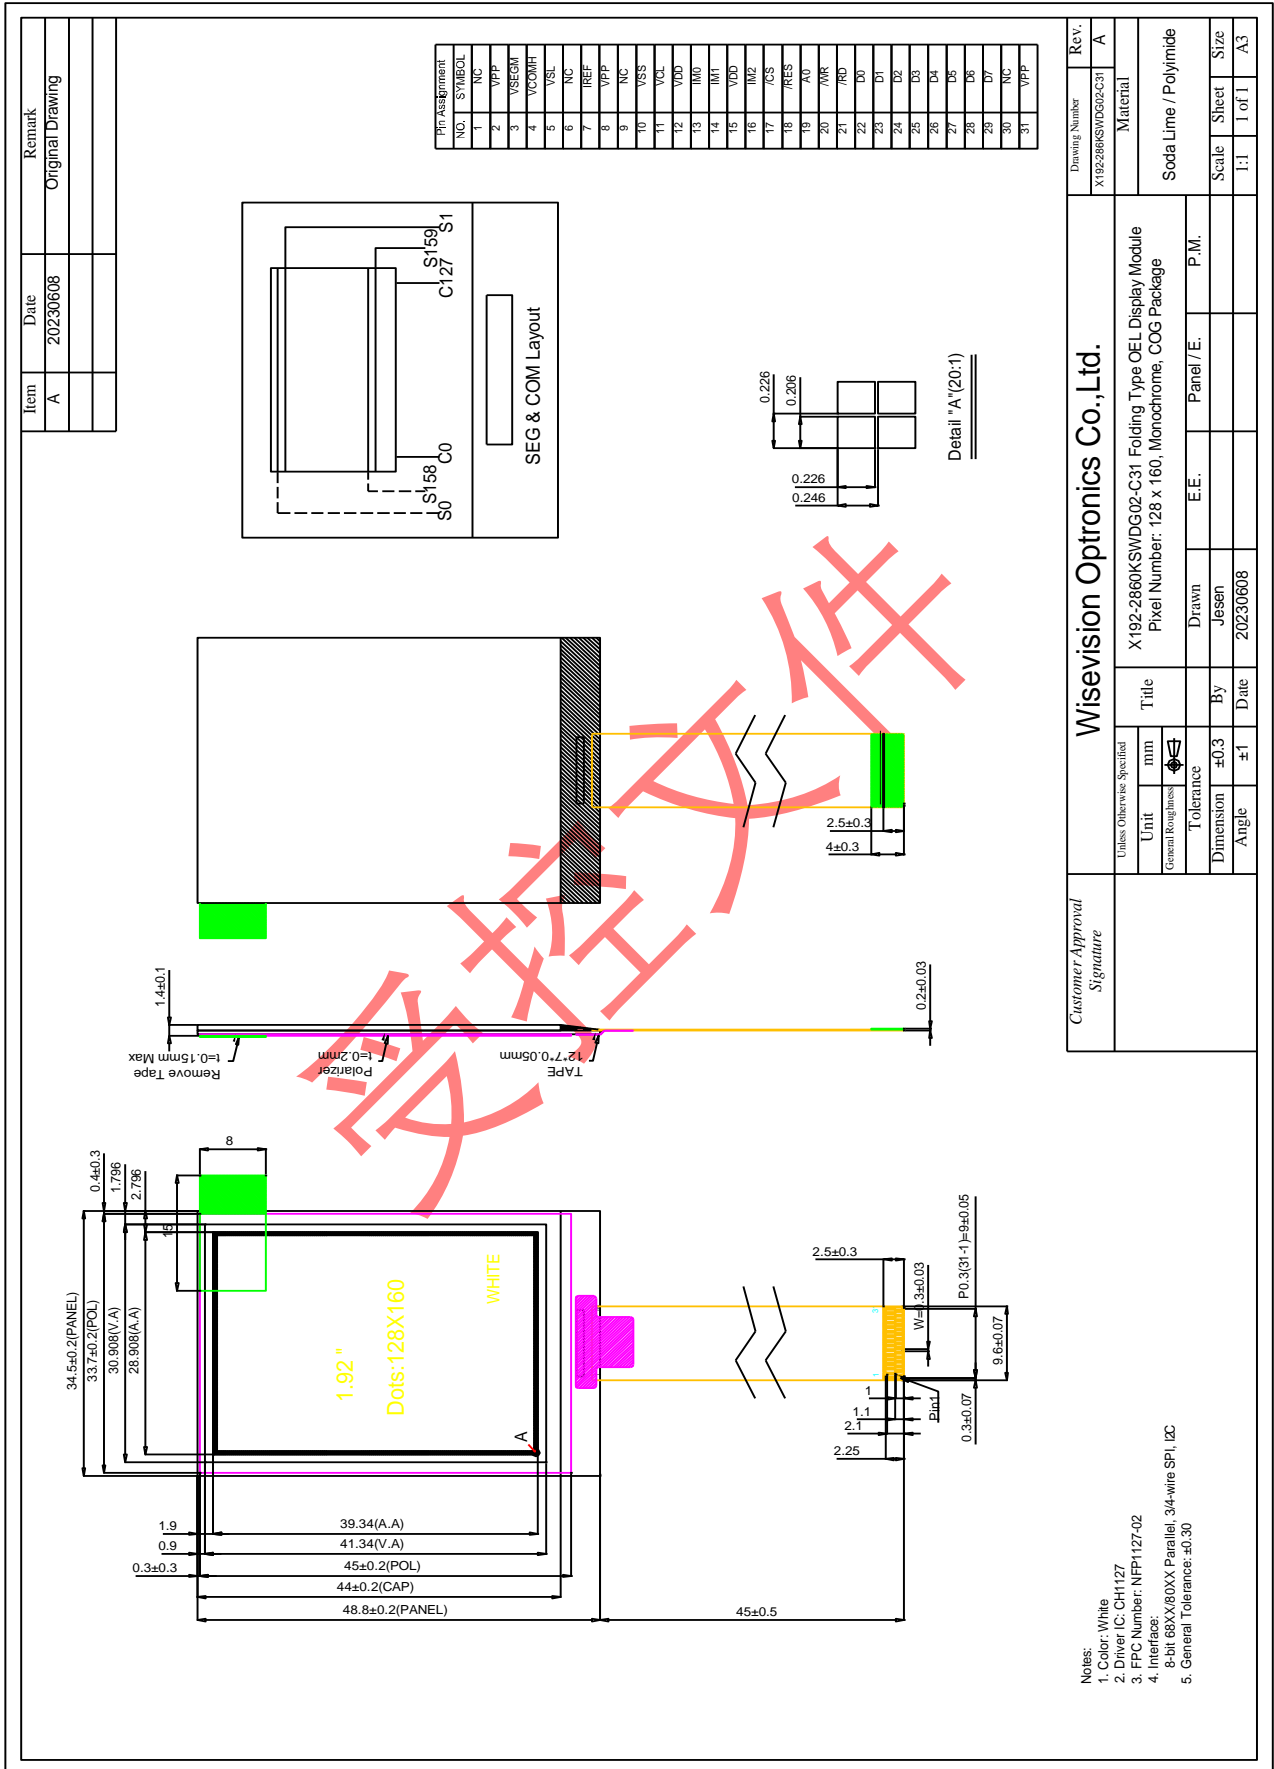 Item Date Remark
A 20230608 Original Drawing
Pin Assignment
NO. SYMBOL
1 NC
2 VPP
3 VSEGM
4 VCOMH
5 VSL
6 NC
7 IREF
8 VPP
9 NC
10 VSS
11 VCL
12 VDD
13 IM0
14 IM1
15 VDD
16 IM2
17 /CS
18 /RES
19 A0
20 /WR
21 /RD
22 D0
23 D1
24 D2
25 D3
26 D4
27 D5
28 D6
29 D7
30 NC
31 VPP
S0
S158
C0
C127
S159
S1
SEG & COM Layout
0.226
0.206
0.226
0.246
Detail "A"(20:1)
2.5±0.3
4±0.3
1.4±0.1
Remove Tape
t=0.15mm Max
Polarizer
t=0.2mm
TAPE
12*7*0.05mm
0.2±0.03
34.5±0.2(PANEL)
33.7±0.2(POL)
30.908(V.A)
28.908(A.A)
0.4±0.3
1.796
2.796
8
15
1.92 "
Dots:128X160
WHITE
A
1.9
0.9
0.3±0.3
39.34(A.A)
41.34(V.A)
45±0.2(POL)
44±0.2(CAP)
48.8±0.2(PANEL)
45±0.5
2.5±0.3
W=0.3±0.03
P0.3(31-1)=9±0.05
9.6±0.07
0.3±0.07
1
3
1
1.1
2.1
2.25
Pin1
Notes:
1. Color: White
2. Driver IC: CH1127
3. FPC Number: NFP1127-02
4. Interface:
8-bit 68XX/80XX Parallel, 3/4-wire SPI, I2C
5. General Tolerance: ±0.30
Customer Approval
Signature
Wisevision Optronics Co.,Ltd.
Drawing Number Rev.
X192-286KSWDG02-C31 A
Unless Otherwise Specified
Unit mm
General Roughness
Tolerance
Dimension ±0.3
Angle ±1
Title
X192-2860KSWDG02-C31 Folding Type OEL Display Module
Pixel Number: 128 x 160, Monochrome, COG Package
Material
Soda Lime / Polyimide
Drawn E.E. Panel / E. P.M.
By Jesen
Date 20230608
Scale Sheet Size
1:1 1 of 1 A3
受控文件